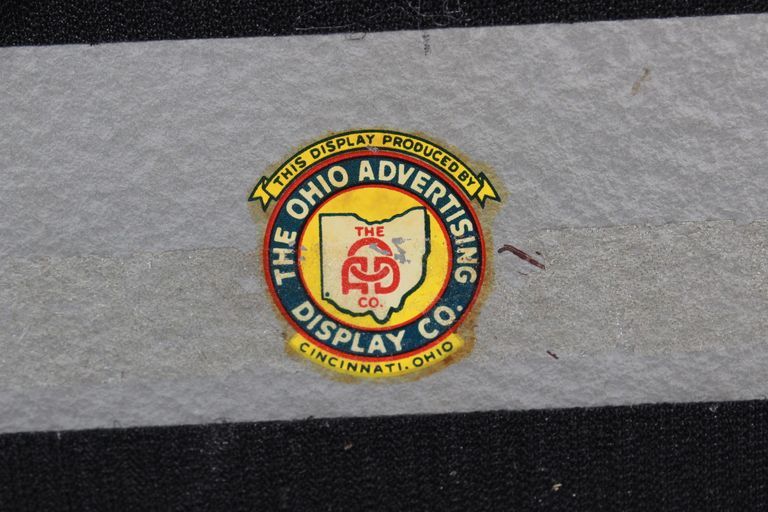 THIS DISPLAY PRODUCED BY
THE OHIO ADVERTISING
DISPLAY CO.
THE
OAD
CO.
CINCINNATI, OHIO